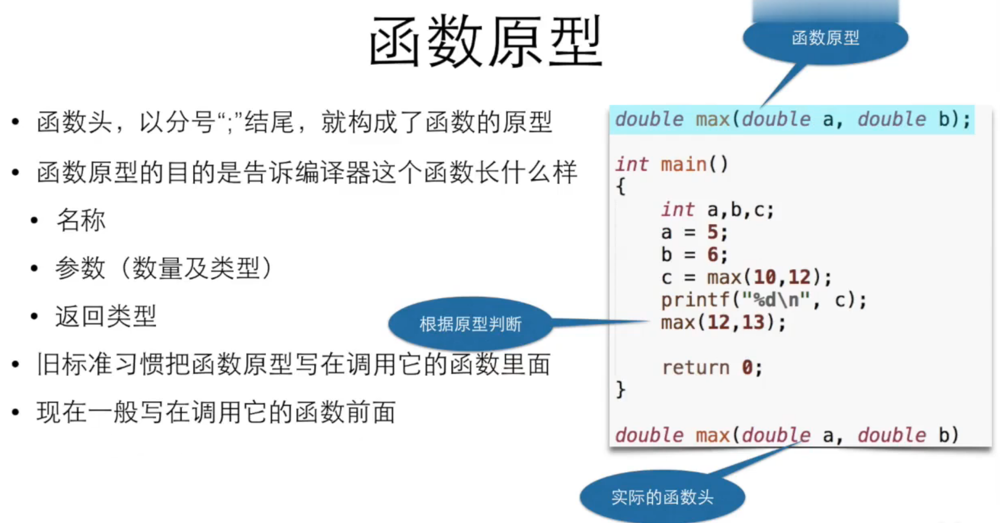 函数原型
• 函数头，以分号“;”结尾，就构成了函数的原型
• 函数原型的目的是告诉编译器这个函数长什么样
• 名称
• 参数（数量及类型）
• 返回类型
• 旧标准习惯把函数原型写在调用它的函数里面
• 现在一般写在调用它的函数前面
函数原型
double max(double a, double b);
int main()
{
int a,b,c;
a = 5;
b = 6;
c = max(10,12);
printf("%d\n", c);
max(12,13);
return 0;
}
double max(double a, double b)
根据原型判断
实际的函数头